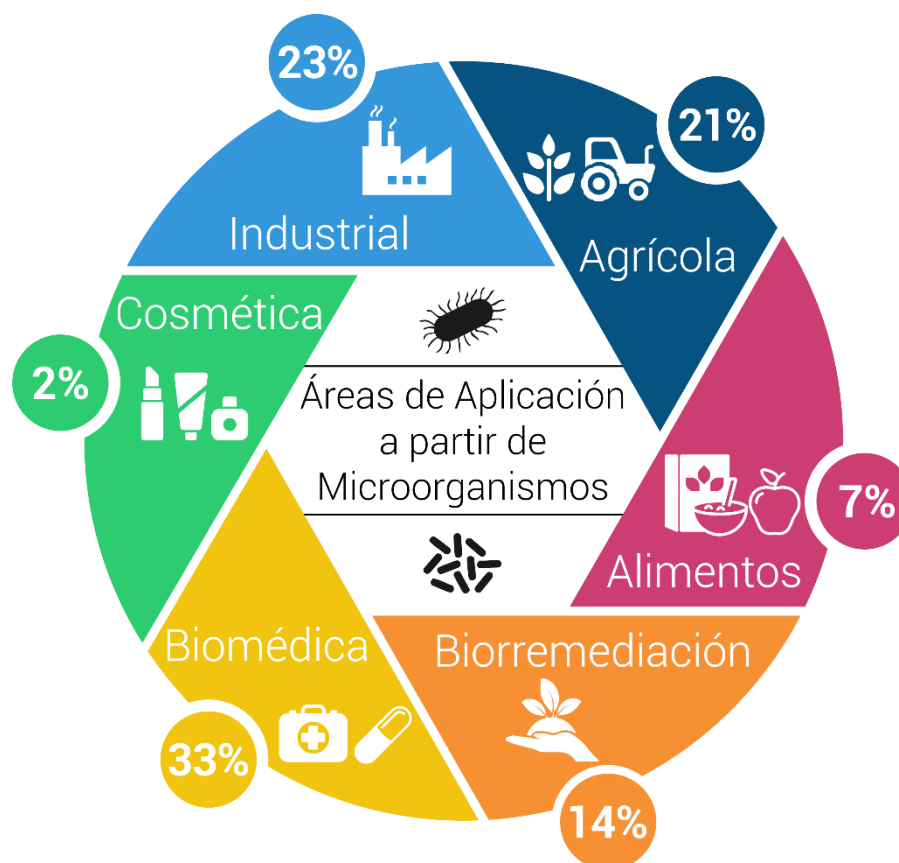 23%
Industrial
21%
Agrícola
Cosmética
2%
Áreas de Aplicación
a partir de
Microorganismos
7%
Alimentos
Biomédica
33%
Biorremediación
14%